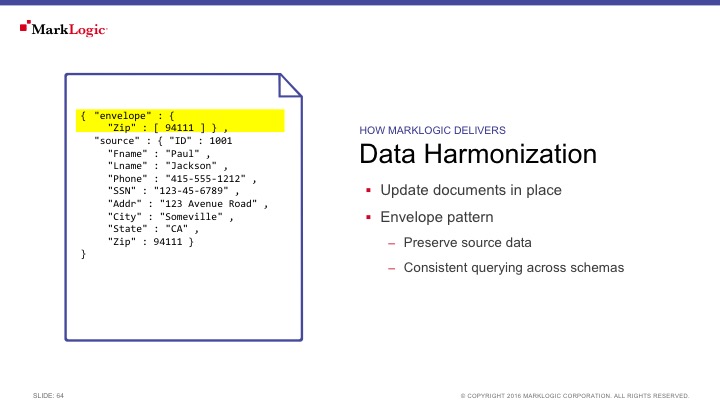 MarkLogic
{ "envelope" : {
"Zip" : [ 94111 ] } ,
"source" : { "ID" : 1001
"Fname" : "Paul" ,
"Lname" : "Jackson" ,
"Phone" : "415-555-1212" ,
"SSN" : "123-45-6789" ,
"Addr" : "123 Avenue Road" ,
"City" : "Someville" ,
"State" : "CA" ,
"Zip" : 94111 }
}
HOW MARKLOGIC DELIVERS
Data Harmonization
▪ Update documents in place
▪ Envelope pattern
– Preserve source data
– Consistent querying across schemas
SLIDE: 64
© COPYRIGHT 2016 MARKLOGIC CORPORATION. ALL RIGHTS RESERVED.